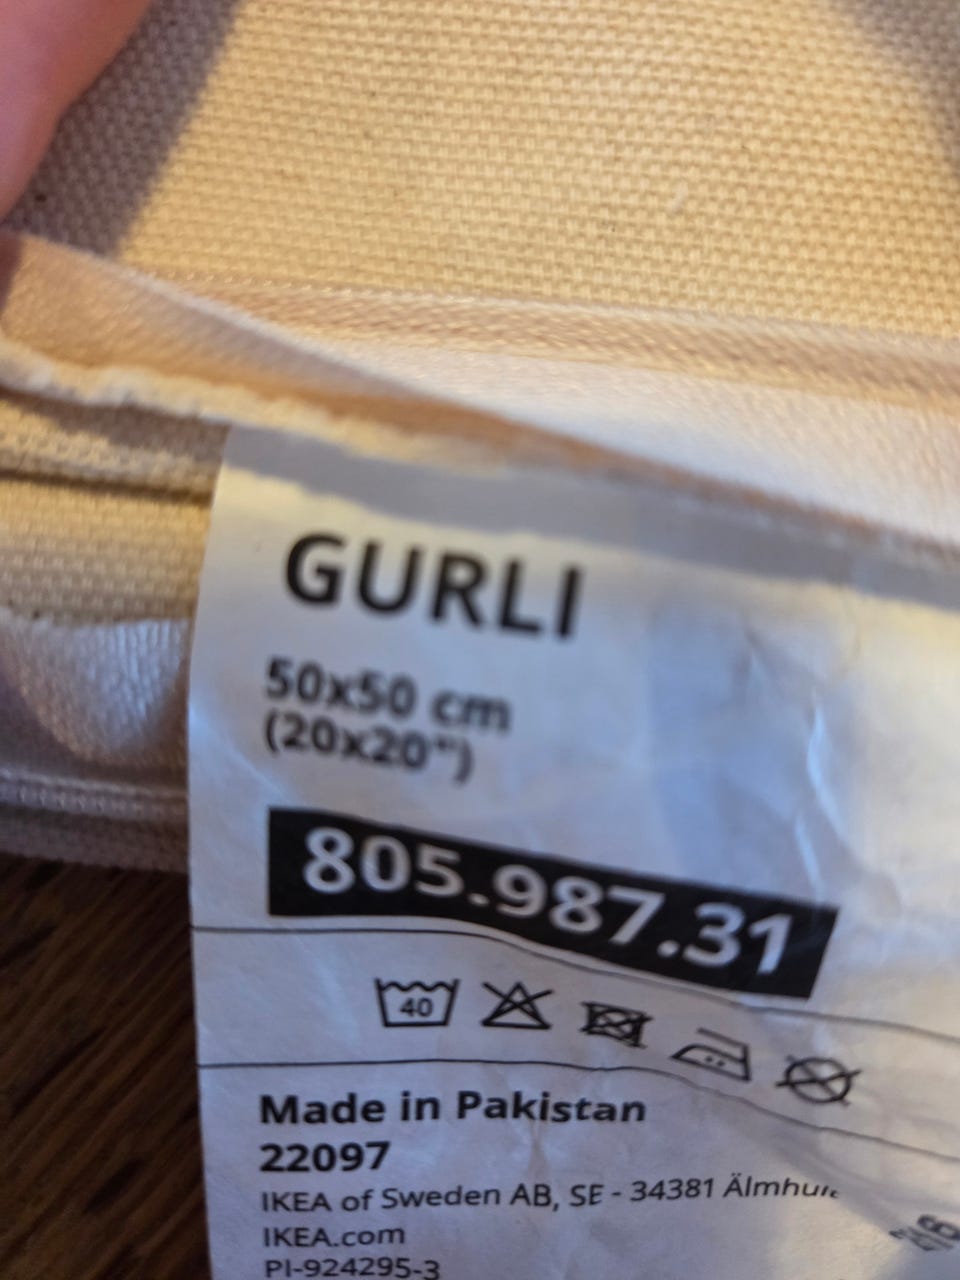 GURLI
50x50 cm
(20x20")
805.987.31
40
Made in Pakistan
22097
IKEA of Sweden AB, SE - 34381
IKEA.com
PI-924295-3